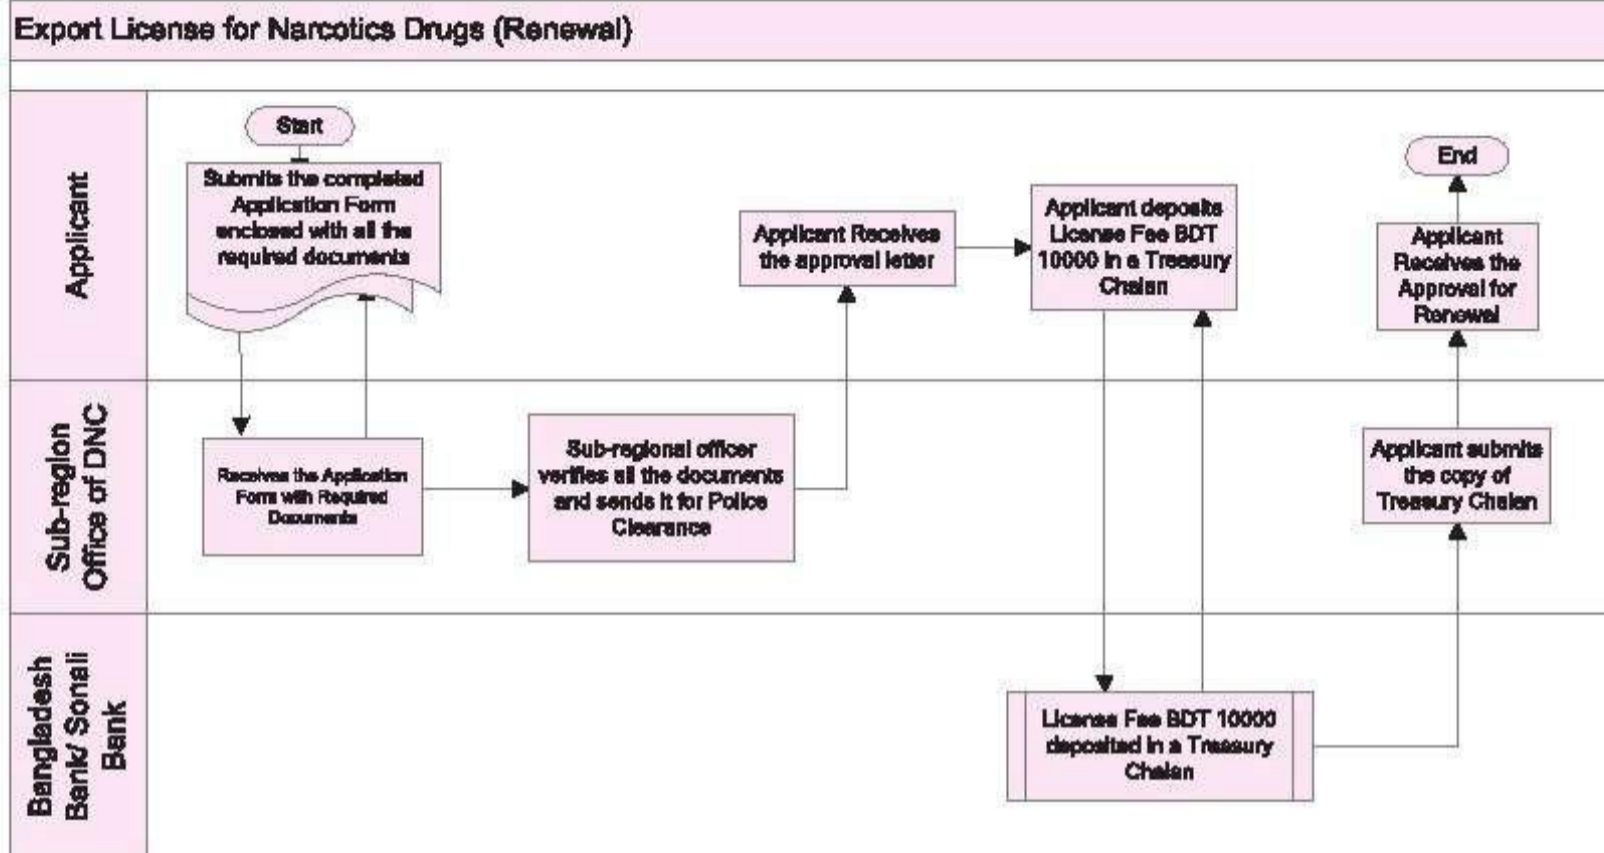 Export License for Narcotics Drugs (Renewal)
Applicant
Start
Submits the completed
Application Form
enclosed with all the
required documents
Applicant Receives
the approval letter
Applicant deposits
License Fee BDT
10000 in a Treasury
Chalan
End
Applicant
Receives the
Approval for
Renewal
Sub-region
Office of DNC
Receives the Application
Form with Required
Documents
Sub-regional officer
verifies all the documents
and sends it for Police
Clearance
Applicant submits
the copy of
Treasury Chalan
Bangladesh
Bank/ Sonali
Bank
License Fee BDT 10000
deposited in a Treasury
Chalan